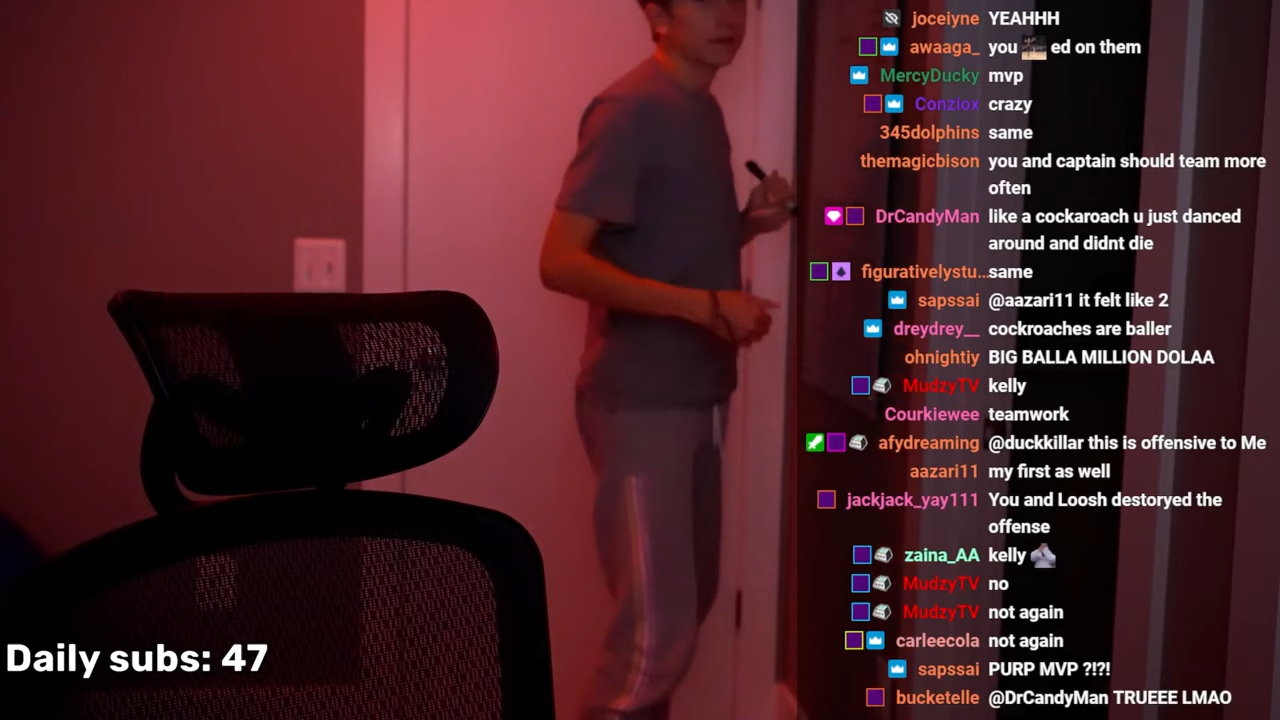 joceiyne YEAHHH
awaaga_ you ed on them
MercyDucky mvp
Conziox crazy
345dolphins same
themagicbison you and captain should team more
often
DrCandyMan like a cockaroach u just danced
around and didnt die
figurativelystu... same
sapssai @aazari11 it felt like 2
dreydrey__ cockroaches are baller
ohnightiy BIG BALLA MILLION DOLAA
MudzyTV kelly
Courkiewee teamwork
afydreaming @duckkillar this is offensive to Me
aazari11 my first as well
jackjack_yay111 You and Loosh destoryed the
offense
zaina_AA kelly
MudzyTV no
MudzyTV not again
carleecola not again
sapssai PURP MVP ?!?!
bucketelle @DrCandyMan TRUEEE LMAO
Daily subs: 47